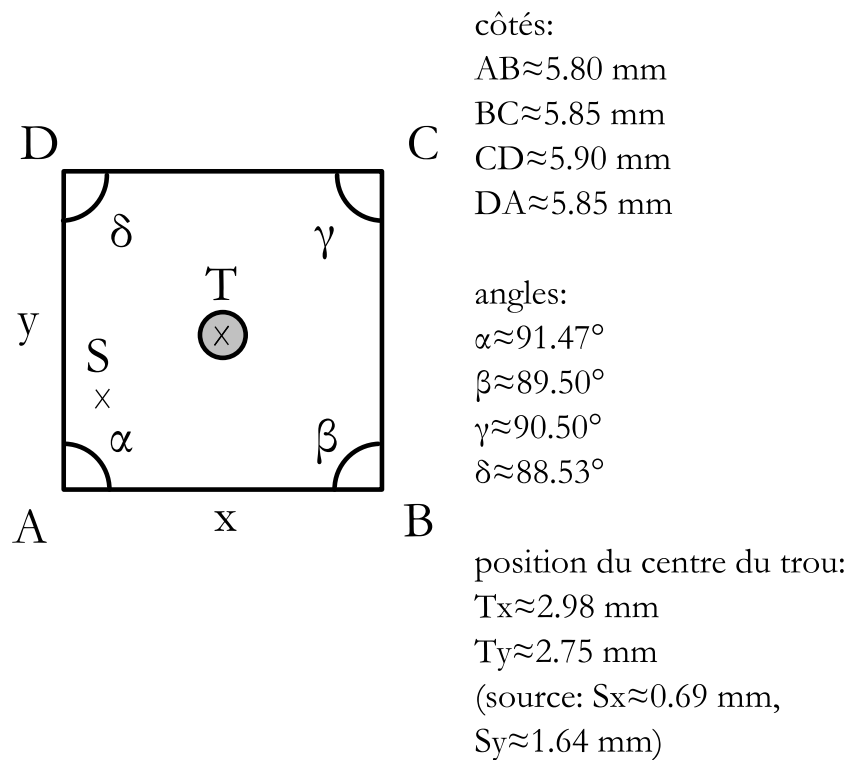 côtés:
AB≈5.80 mm
BC≈5.85 mm
CD≈5.90 mm
DA≈5.85 mm
angles:
α≈91.47°
β≈89.50°
γ≈90.50°
δ≈88.53°
position du centre du trou:
Tx≈2.98 mm
Ty≈2.75 mm
(source: Sx≈0.69 mm,
Sy≈1.64 mm)
D
C
δ
γ
T
y
S
α
β
A
x
B